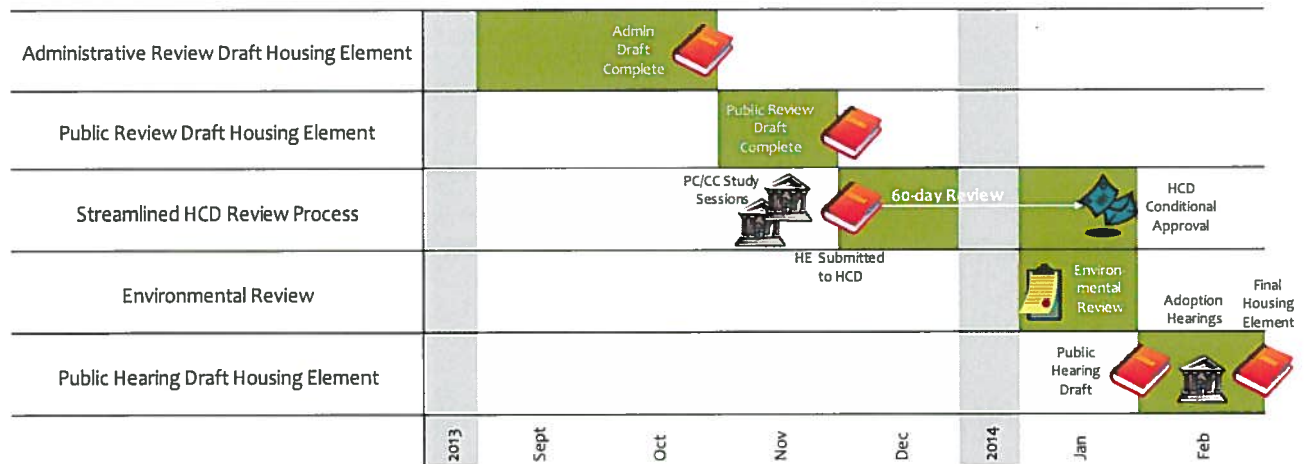 Administrative Review Draft Housing Element
Admin
Draft
Complete
Public Review Draft Housing Element
Public Review
Draft
Complete
Streamlined HCD Review Process
PC/CC Study
Sessions
60-day Review
HCD
Conditional
Approval
HE Submitted
to HCD
Environmental Review
Environ-
mental
Review
Adoption
Hearings
Final
Housing
Element
Public Hearing Draft Housing Element
Public
Hearing
Draft
2013
Sept
Oct
Nov
Dec
2014
Jan
Feb